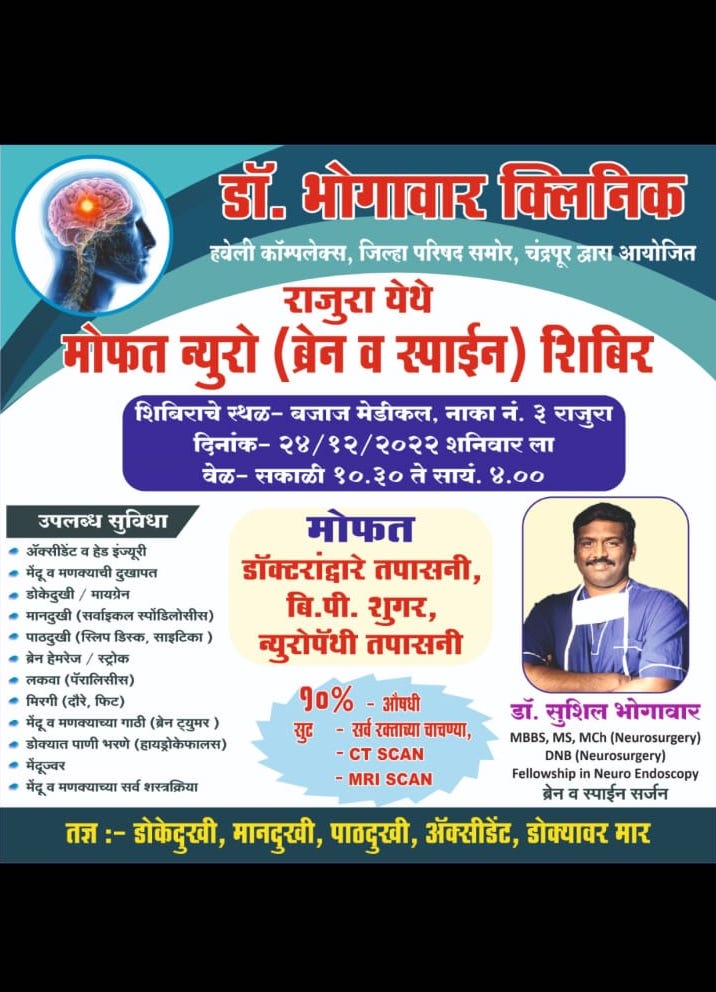 डॉ. भोगावार क्लिनिक
हवेली कॉम्पलेक्स, जिल्हा परिषद समोर, चंद्रपूर द्वारा आयोजित
राजुरा येथे
मोफत न्युरो (ब्रेन व स्पाईन) शिबिर
शिबिराचे स्थळ- बजाज मेडीकल, नाका नं. ३ राजुरा
दिनांक- २४/१२/२०२२ शनिवार ला
वेळ- सकाळी १०.३० ते सायं. ४.००
उपलब्ध सुविधा
ॲक्सीडेंट व हेड इंज्युरी
मेंदू व मणक्याची दुखापत
डोकेदुखी / मायग्रेन
मानदुखी (सर्वाइकल स्पोंडिलोसीस)
पाठदुखी (स्लिप डिस्क, साइटिका )
ब्रेन हेमरेज / स्ट्रोक
लकवा (पॅरालिसीस)
मिरगी (दौरे, फिट)
मेंदू व मणक्याच्या गाठी (ब्रेन ट्युमर )
डोक्यात पाणी भरणे (हायड्रोकेफालस)
मेंदूज्वर
मेंदू व मणक्याच्या सर्व शस्त्रक्रिया
मोफत
डॉक्टरांद्वारे तपासनी,
बि.पी. शुगर,
न्युरोपॅथी तपासनी
१०% - औषधी
सुट - सर्व रक्ताच्या चाचण्या,
- CT SCAN
- MRI SCAN
डॉ. सुशिल भोगावार
MBBS, MS, MCh (Neurosurgery)
DNB (Neurosurgery)
Fellowship in Neuro Endoscopy
ब्रेन व स्पाईन सर्जन
तज्ञ :- डोकेदुखी, मानदुखी, पाठदुखी, ॲक्सीडेंट, डोक्यावर मार